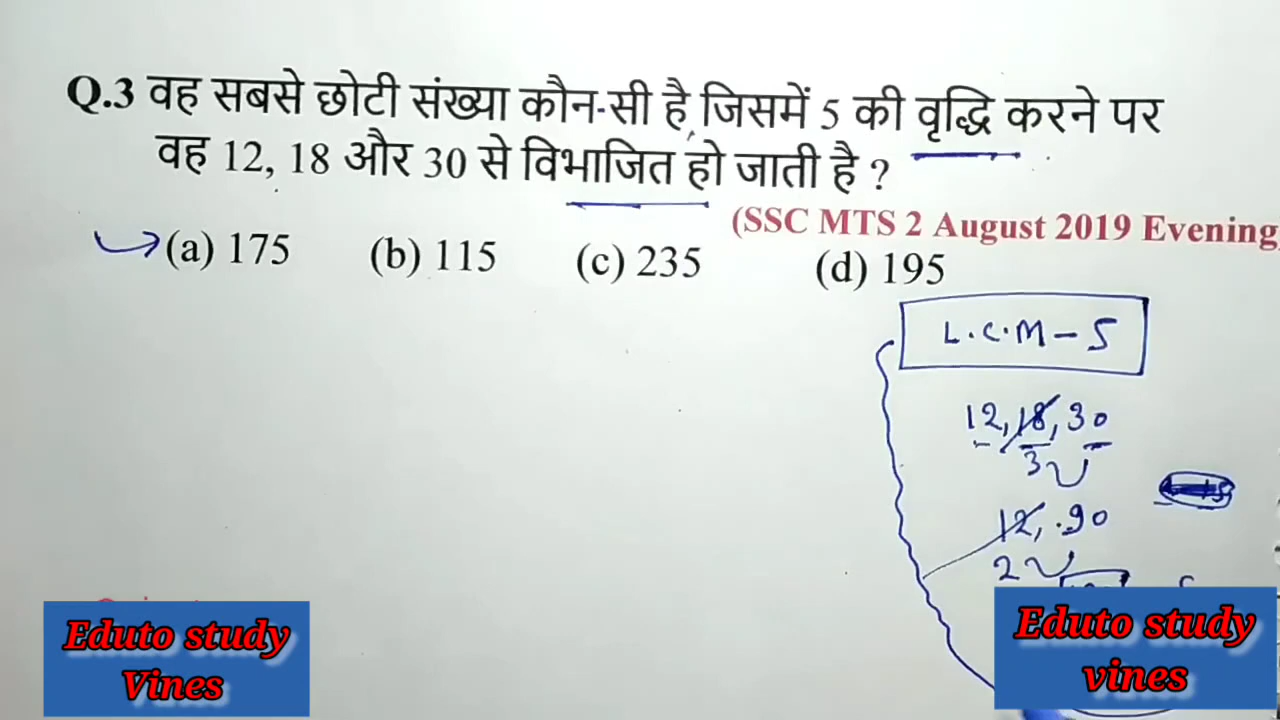 Q.3 वह सबसे छोटी संख्या कौन-सी है, जिसमें 5 की वृद्धि करने पर
वह 12, 18 और 30 से विभाजित हो जाती है ?
(SSC MTS 2 August 2019 Evening
(a) 175 (b) 115 (c) 235 (d) 195
L.C.M - 5
12, 18, 30
3
12, 90
2
Eduto study
Vines
Eduto study
vines